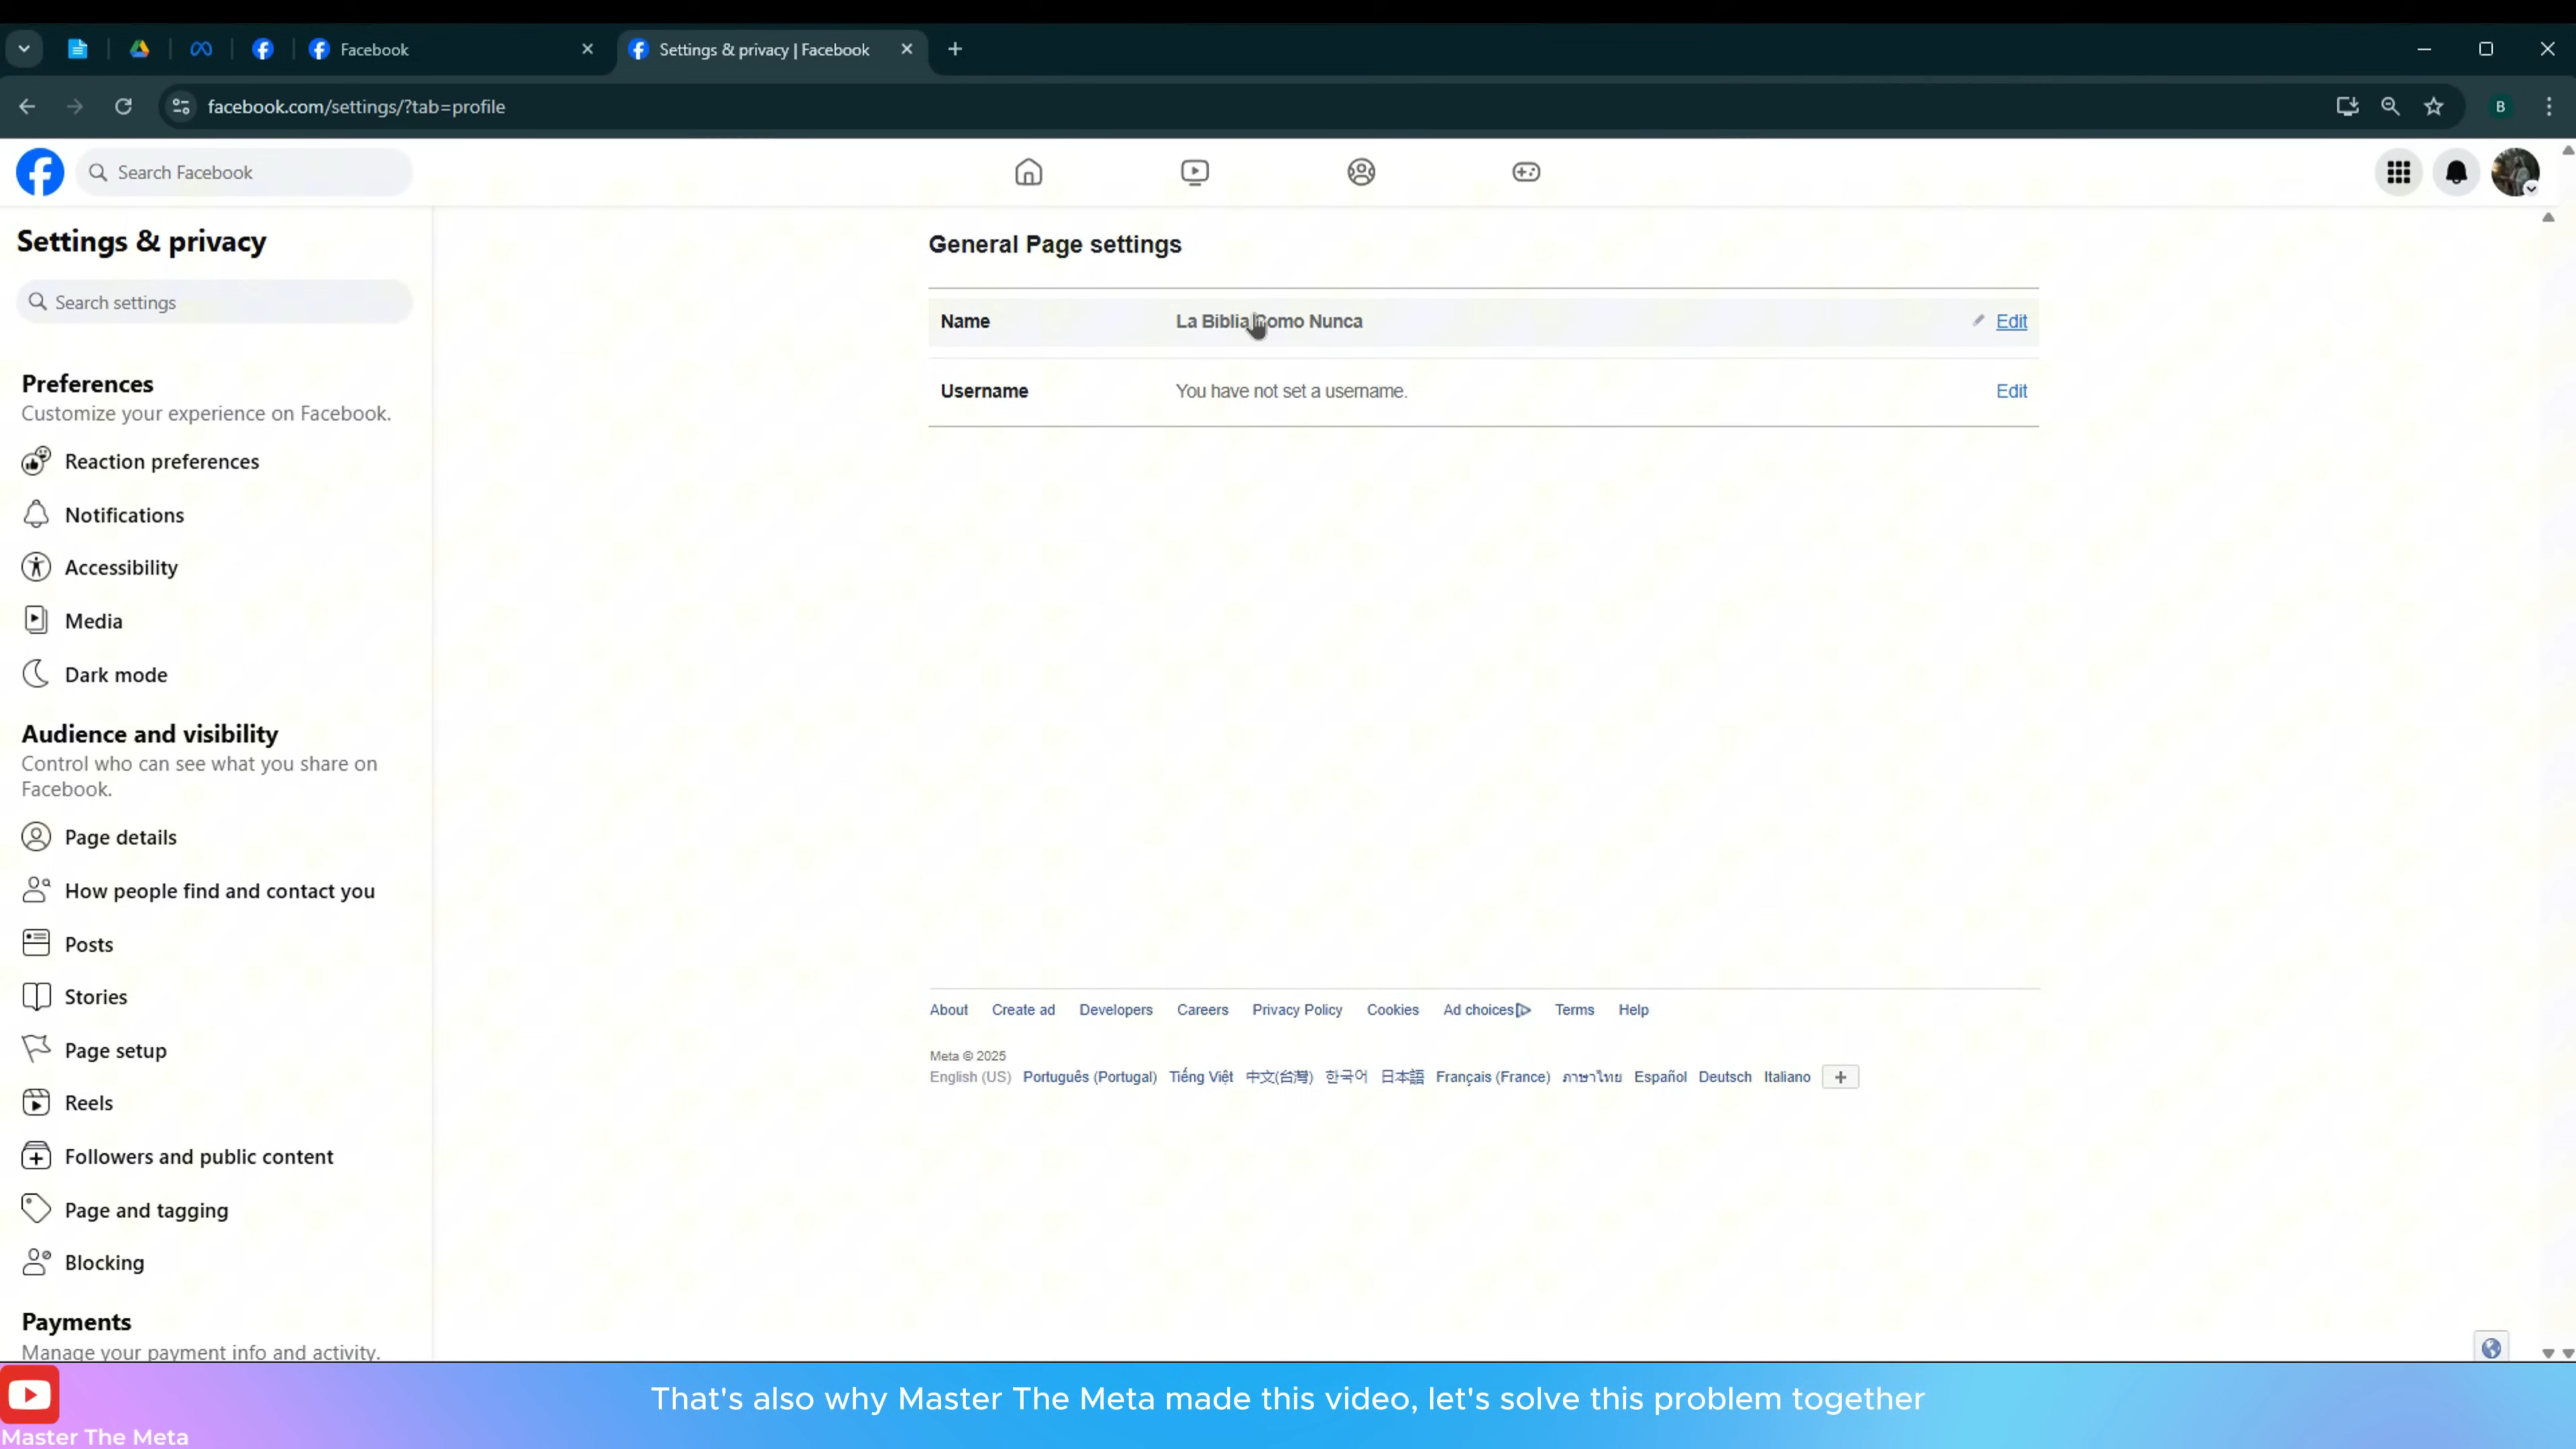 Facebook
Settings & privacy | Facebook
facebook.com/settings/?tab=profile
B
Search Facebook
Settings & privacy
Search settings
Preferences
Customize your experience on Facebook.
Reaction preferences
Notifications
Accessibility
Media
Dark mode
Audience and visibility
Control who can see what you share on
Facebook.
Page details
How people find and contact you
Posts
Stories
Page setup
Reels
Followers and public content
Page and tagging
Blocking
Payments
Manage your payment info and activity.
General Page settings
Name La Biblia Como Nunca Edit
Username You have not set a username. Edit
About Create ad Developers Careers Privacy Policy Cookies Ad choices Terms Help
Meta © 2025
English (US) Português (Portugal) Tiếng Việt 中文(台灣) 한국어 日本語 Français (France) ภาษาไทย Español Deutsch Italiano +
That's also why Master The Meta made this video, let's solve this problem together
Master The Meta